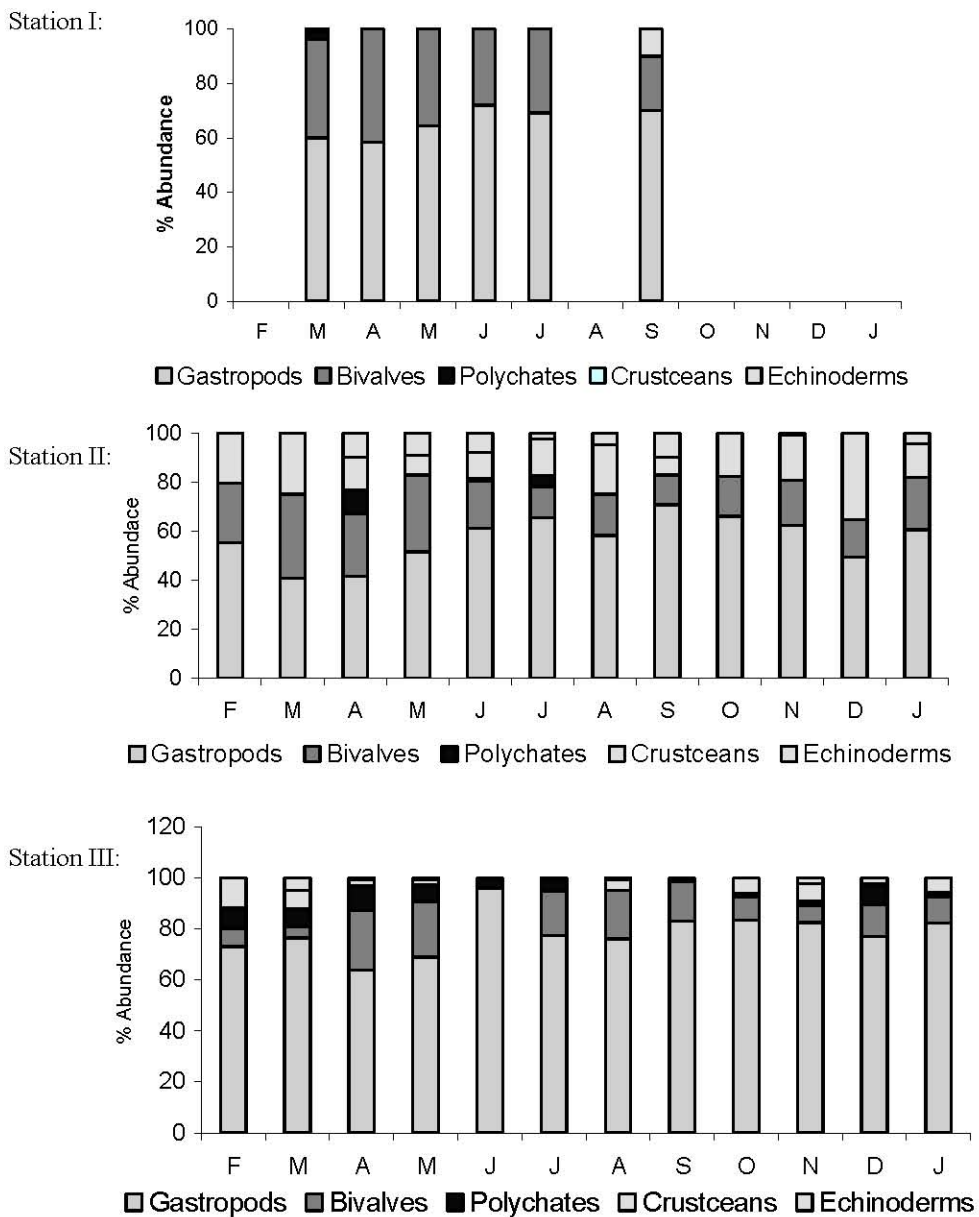 Station I:
100
80
60
40
20
0
% Abundance
F M A M J J A S O N D J
Gastropods Bivalves Polychates Crustceans Echinoderms
Station II:
100
80
60
40
20
0
% Abundace
F M A M J J A S O N D J
Gastropods Bivalves Polychates Crustceans Echinoderms
Station III:
120
100
80
60
40
20
0
% Abundance
F M A M J J A S O N D J
Gastropods Bivalves Polychates Crustceans Echinoderms